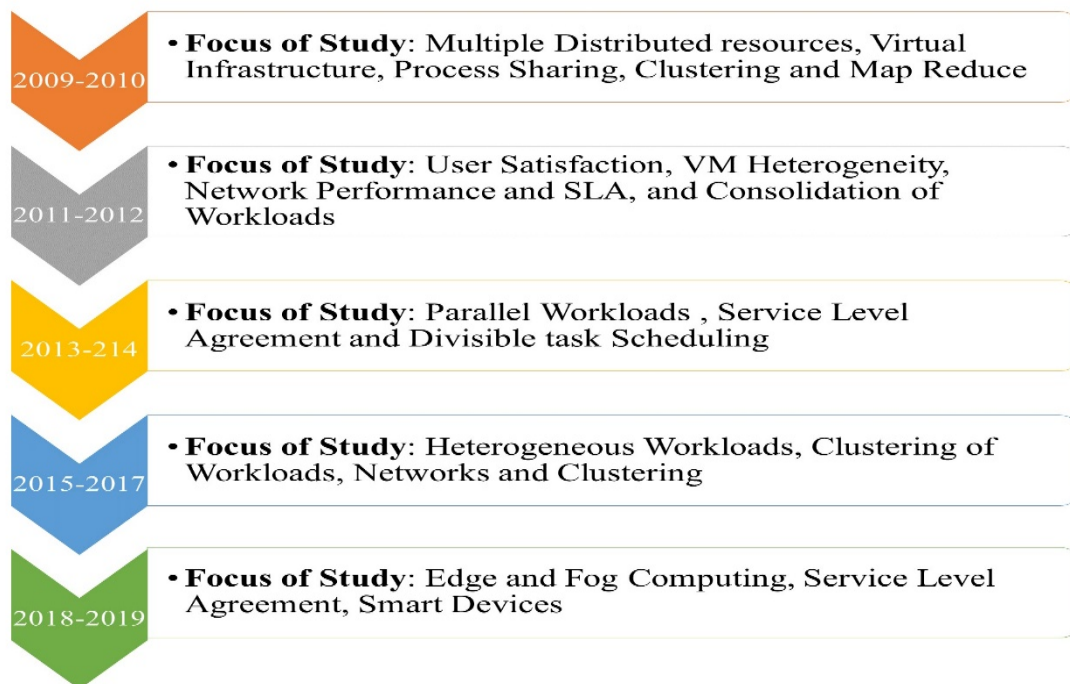 2009-2010
• Focus of Study: Multiple Distributed resources, Virtual
Infrastructure, Process Sharing, Clustering and Map Reduce
2011-2012
• Focus of Study: User Satisfaction, VM Heterogeneity,
Network Performance and SLA, and Consolidation of
Workloads
2013-214
• Focus of Study: Parallel Workloads , Service Level
Agreement and Divisible task Scheduling
2015-2017
• Focus of Study: Heterogeneous Workloads, Clustering of
Workloads, Networks and Clustering
2018-2019
• Focus of Study: Edge and Fog Computing, Service Level
Agreement, Smart Devices